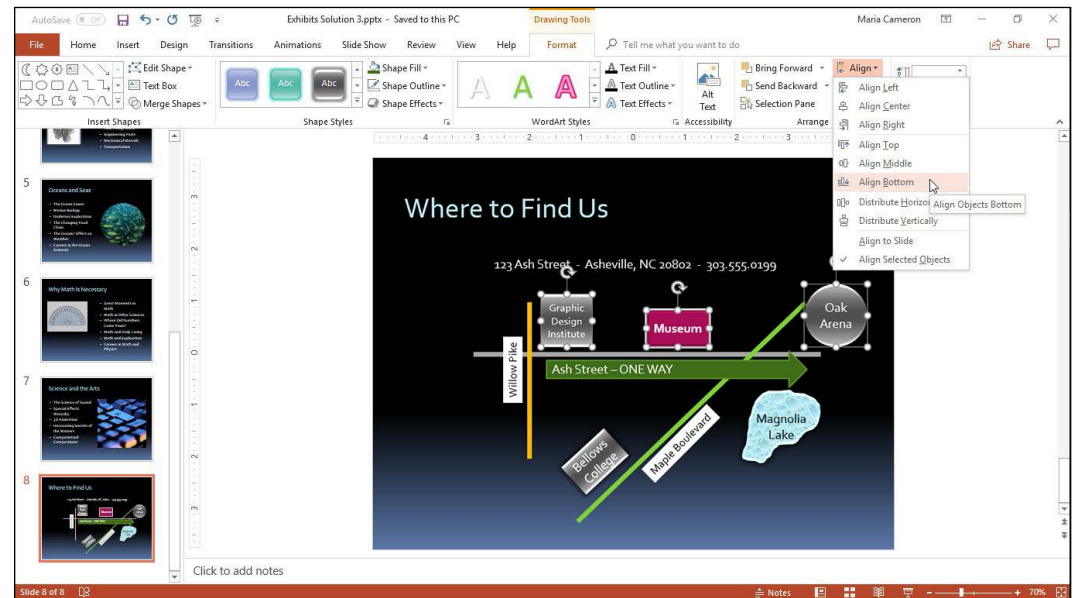 AutoSave Off
Exhibits Solution 3.pptx - Saved to this PC
Drawing Tools
Maria Cameron
File Home Insert Design Transitions Animations Slide Show Review View Help Format Tell me what you want to do Share
Edit Shape
Text Box
Merge Shapes
Insert Shapes
Abc Abc Abc
Shape Fill
Shape Outline
Shape Effects
Shape Styles
A A A
Text Fill
Text Outline
Text Effects
WordArt Styles
Alt
Text
Accessibility
Bring Forward
Send Backward
Selection Pane
Arrange
Align
Align Left
Align Center
Align Right
Align Top
Align Middle
Align Bottom
Distribute Horizo
Align Objects Bottom
Distribute Vertically
Align to Slide
Align Selected Objects
5
Oceans and Seas
6
Why Math Is Necessary
7
Science and the Arts
8
Where to Find Us
Where to Find Us
123 Ash Street - Asheville, NC 20802 - 303.555.0199
Graphic
Design
Institute
Museum
Oak
Arena
Willow Pike
Ash Street – ONE WAY
Maple Boulevard
Magnolia
Lake
Bellows
College
Click to add notes
Slide 8 of 8
Notes
70%